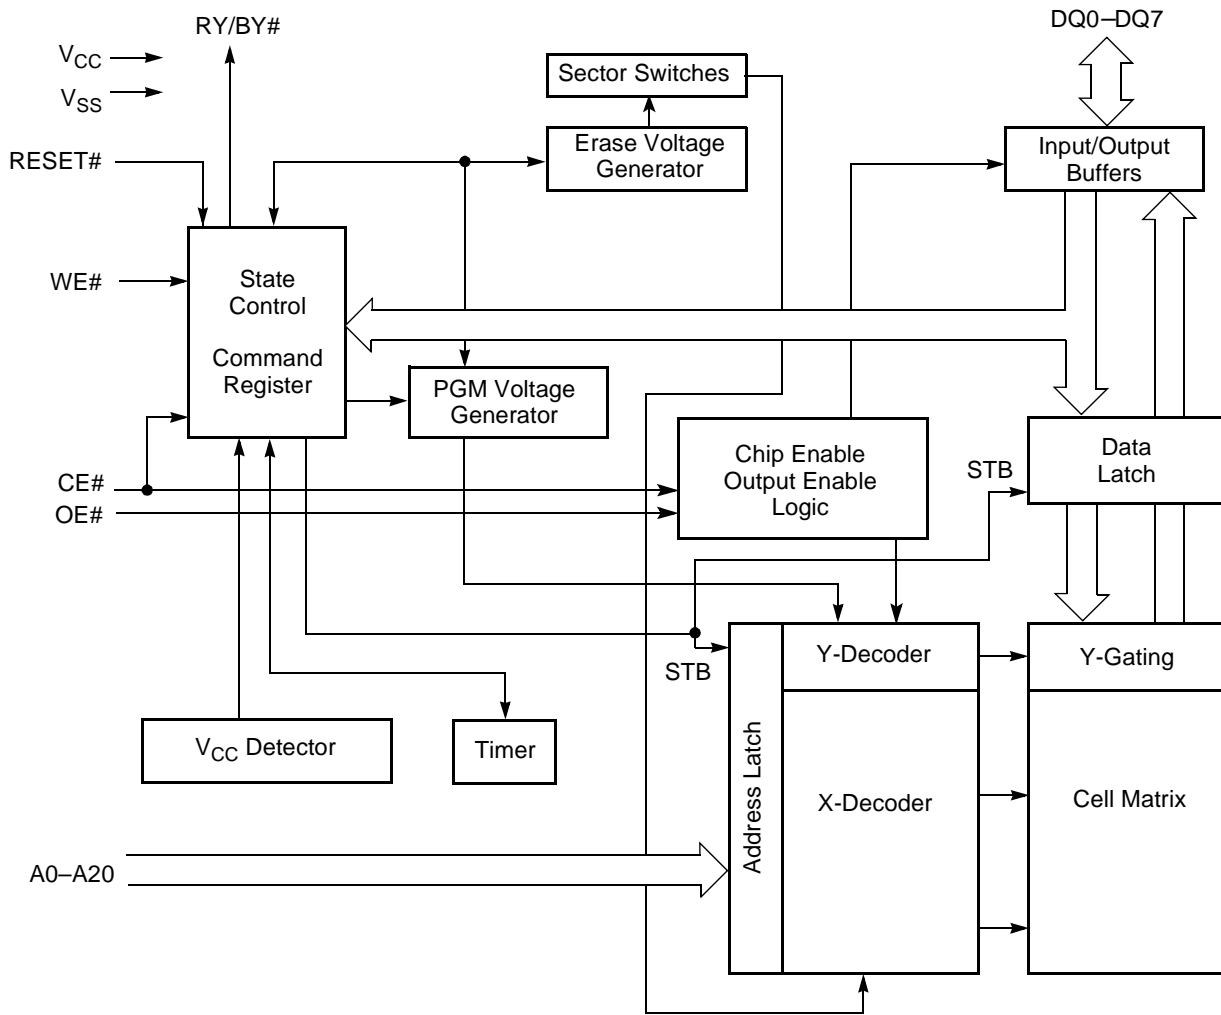 RY/BY#
DQ0–DQ7
VCC
VSS
Sector Switches
Erase Voltage
Generator
Input/Output
Buffers
RESET#
WE#
State
Control
Command
Register
PGM Voltage
Generator
Chip Enable
Output Enable
Logic
Data
Latch
STB
CE#
OE#
STB
Y-Decoder
Y-Gating
VCC Detector
Timer
Address Latch
X-Decoder
Cell Matrix
A0–A20